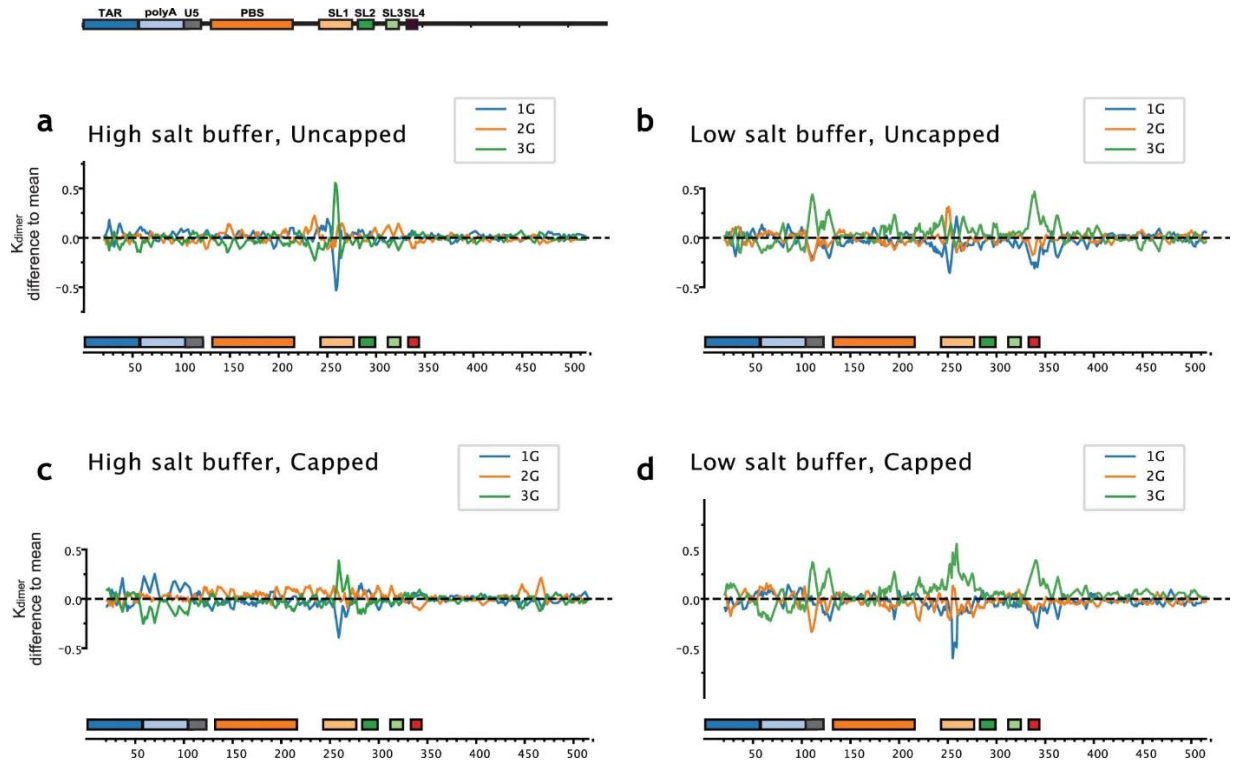 TAR polyA U5 PBS SL1 SL2 SL3 SL4
a High salt buffer, Uncapped
1G
2G
3G
Kdimer
difference to mean
0.5
0.0
−0.5
50 100 150 200 250 300 350 400 450 500
b Low salt buffer, Uncapped
1G
2G
3G
0.5
0.0
−0.5
50 100 150 200 250 300 350 400 450 500
c High salt buffer, Capped
1G
2G
3G
Kdimer
difference to mean
0.5
0.0
−0.5
50 100 150 200 250 300 350 400 450 500
d Low salt buffer, Capped
1G
2G
3G
0.5
0.0
−0.5
50 100 150 200 250 300 350 400 450 500